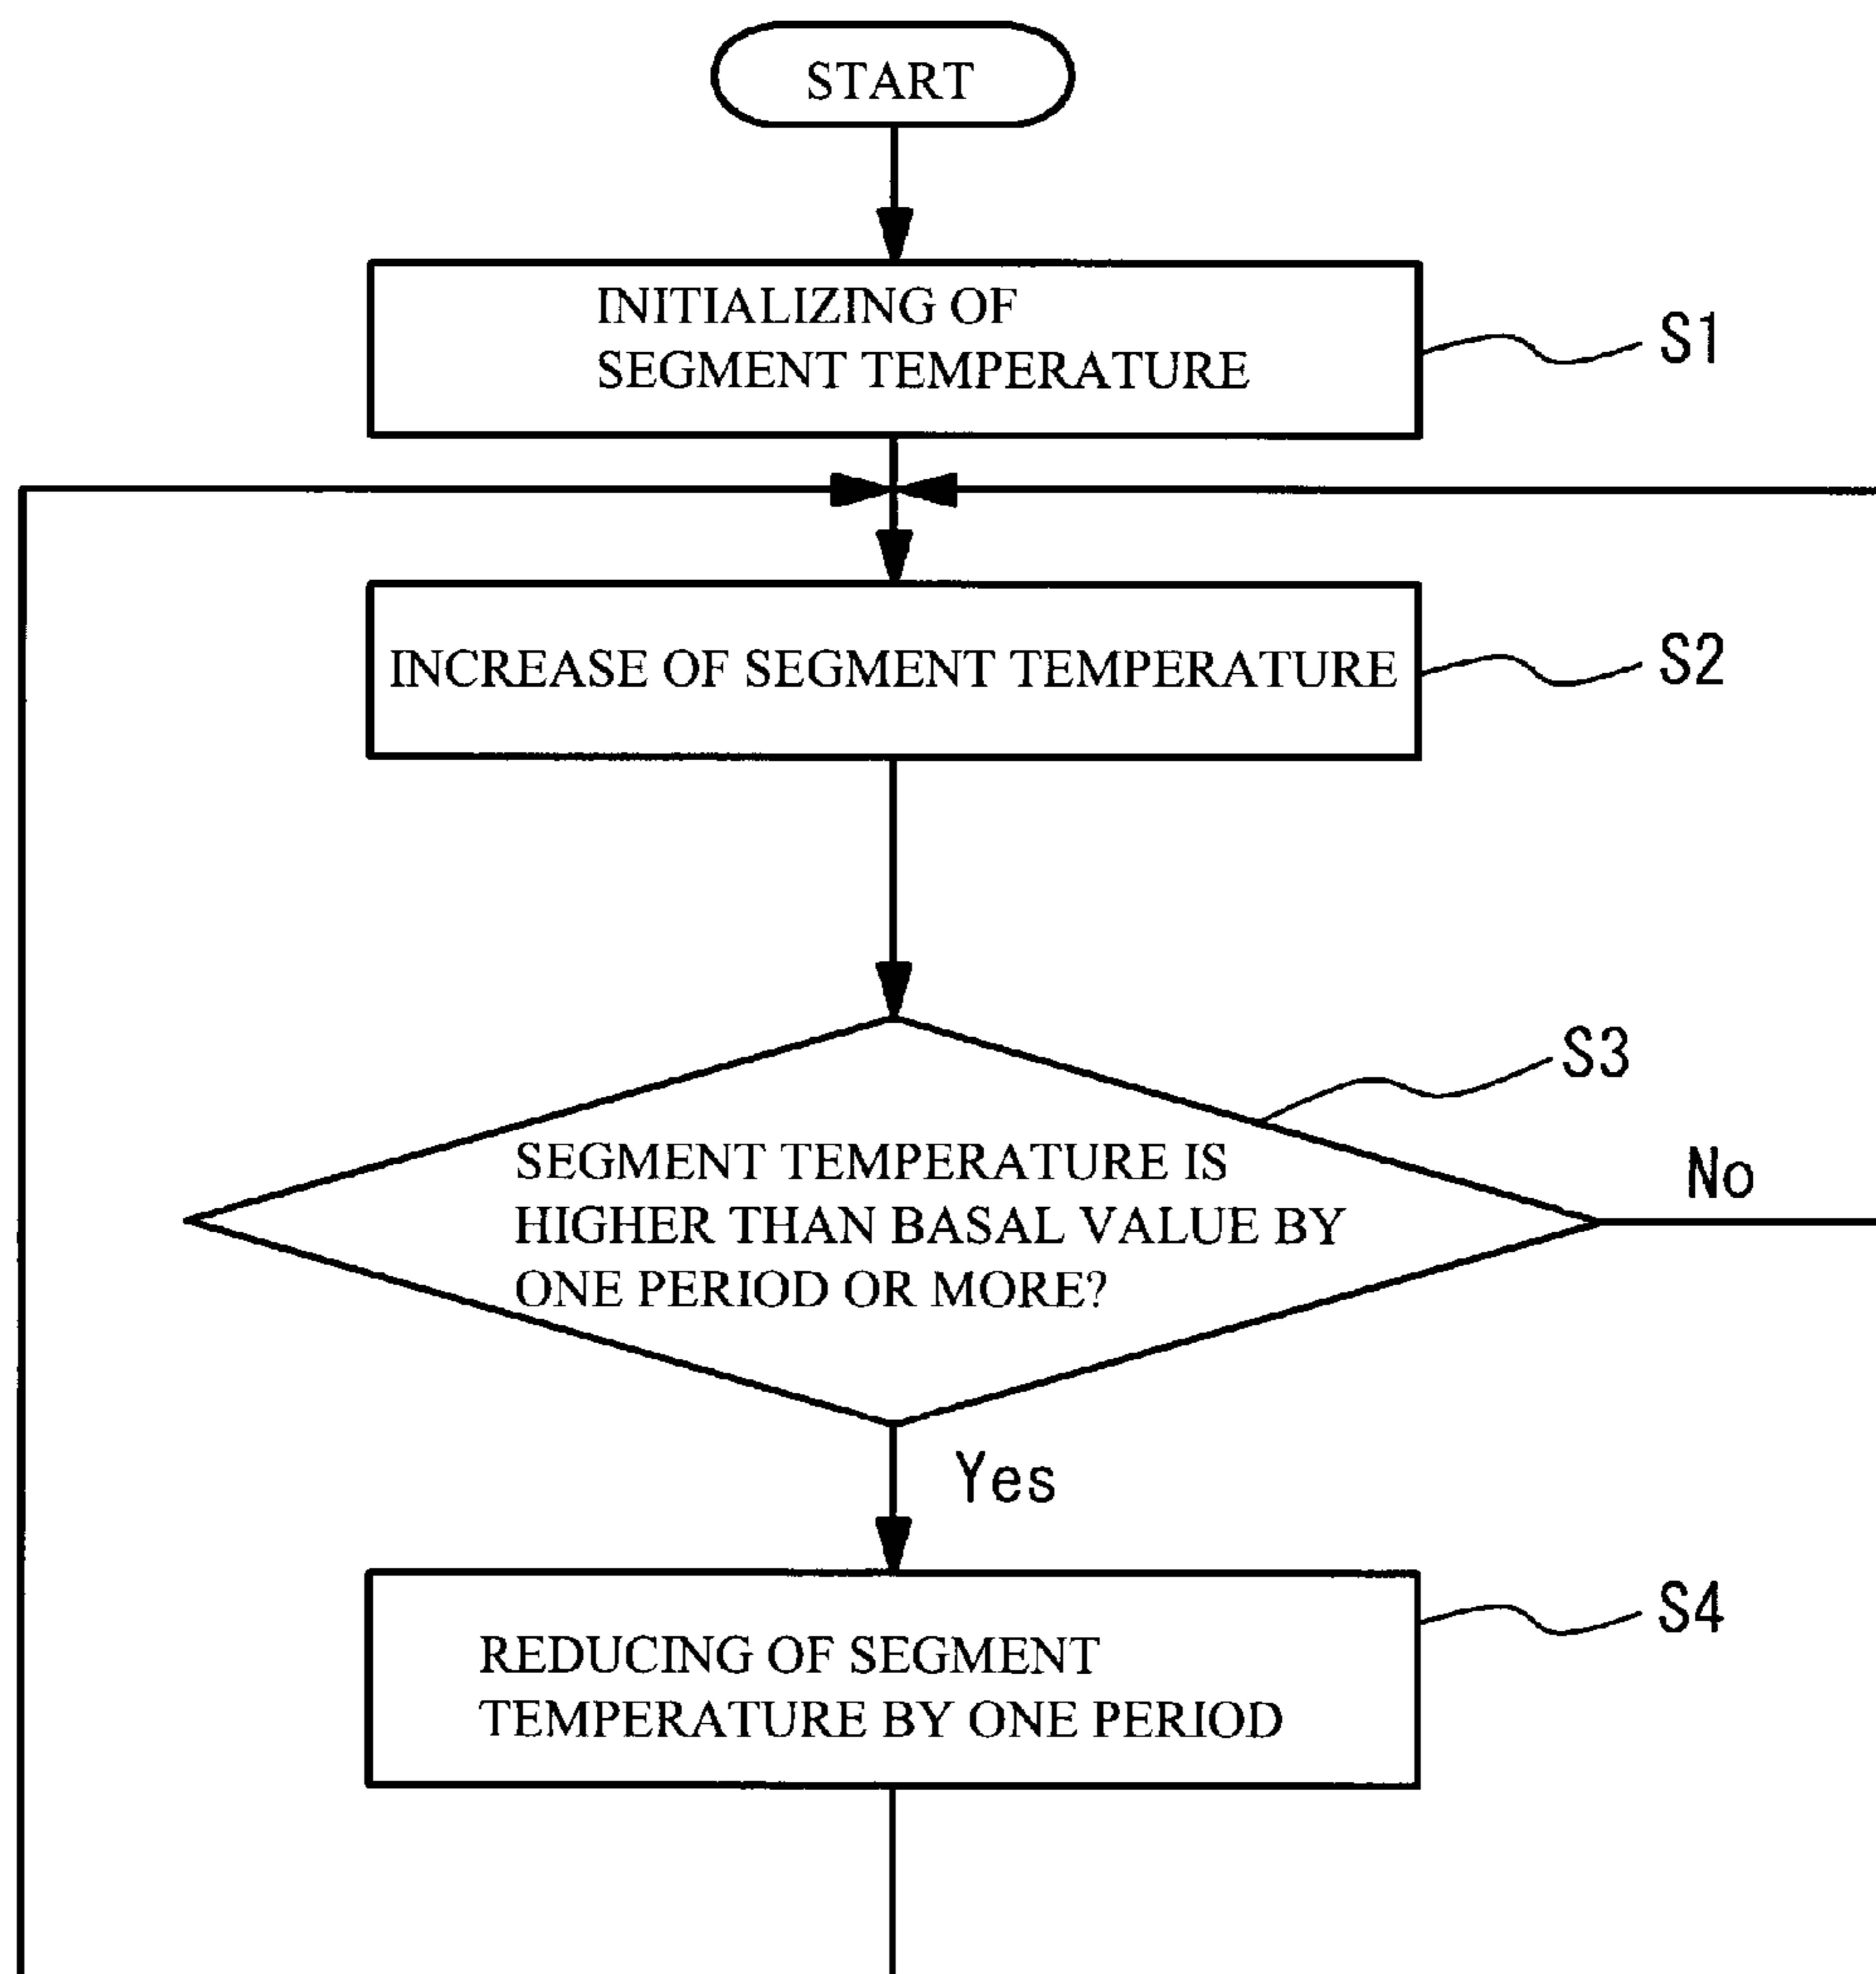 START
INITIALIZING OF
SEGMENT TEMPERATURE
S1
INCREASE OF SEGMENT TEMPERATURE
S2
S3
SEGMENT TEMPERATURE IS
HIGHER THAN BASAL VALUE BY
ONE PERIOD OR MORE?
No
Yes
REDUCING OF SEGMENT
TEMPERATURE BY ONE PERIOD
S4